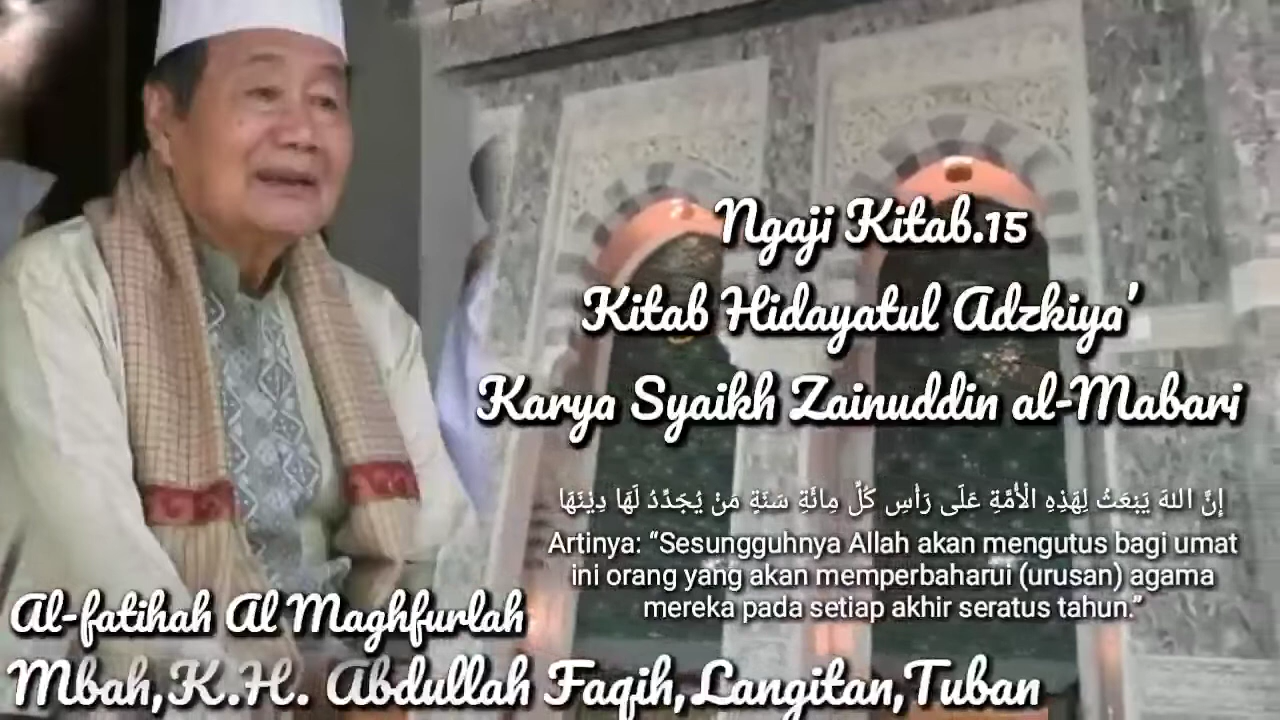 Ngaji Kitab.15
Kitab Hidayatul Adzkiya'
Karya Syaikh Zainuddin al-Mabari
إِنَّ اللهَ يَبْعَثُ لِهَذِهِ الْأُمَّةِ عَلَى رَأْسِ كُلِّ مِائَةِ سَنَةٍ مَنْ يُجَدِّدُ لَهَا دِيْنَهَا
Artinya: “Sesungguhnya Allah akan mengutus bagi umat
ini orang yang akan memperbaharui (urusan) agama
mereka pada setiap akhir seratus tahun.”
Al-fatihah Al Maghfurlah
Mbah,K.H. Abdullah Faqih,Langitan,Tuban